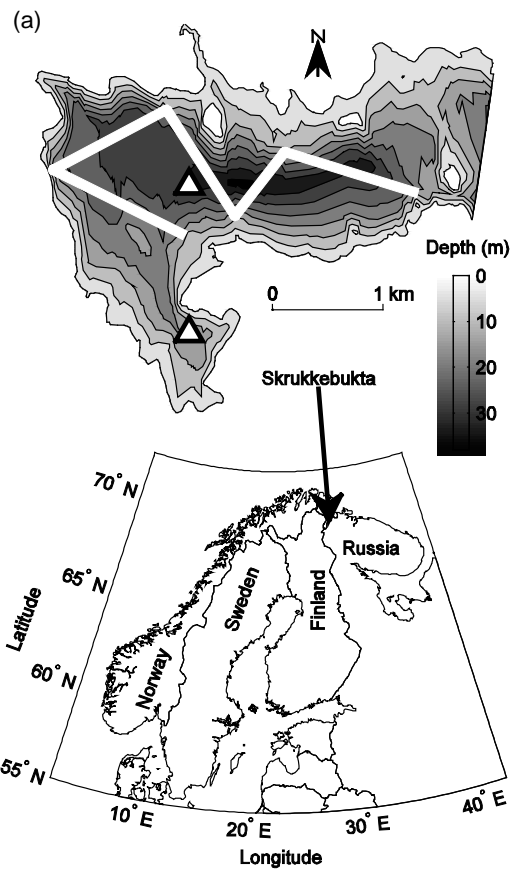 (a)
N
Depth (m)
0
10
20
30
0 1 km
Skrukkebukta
70° N
65° N
60° N
55° N
Latitude
Norway
Sweden
Finland
Russia
10° E
20° E
30° E
40° E
Longitude